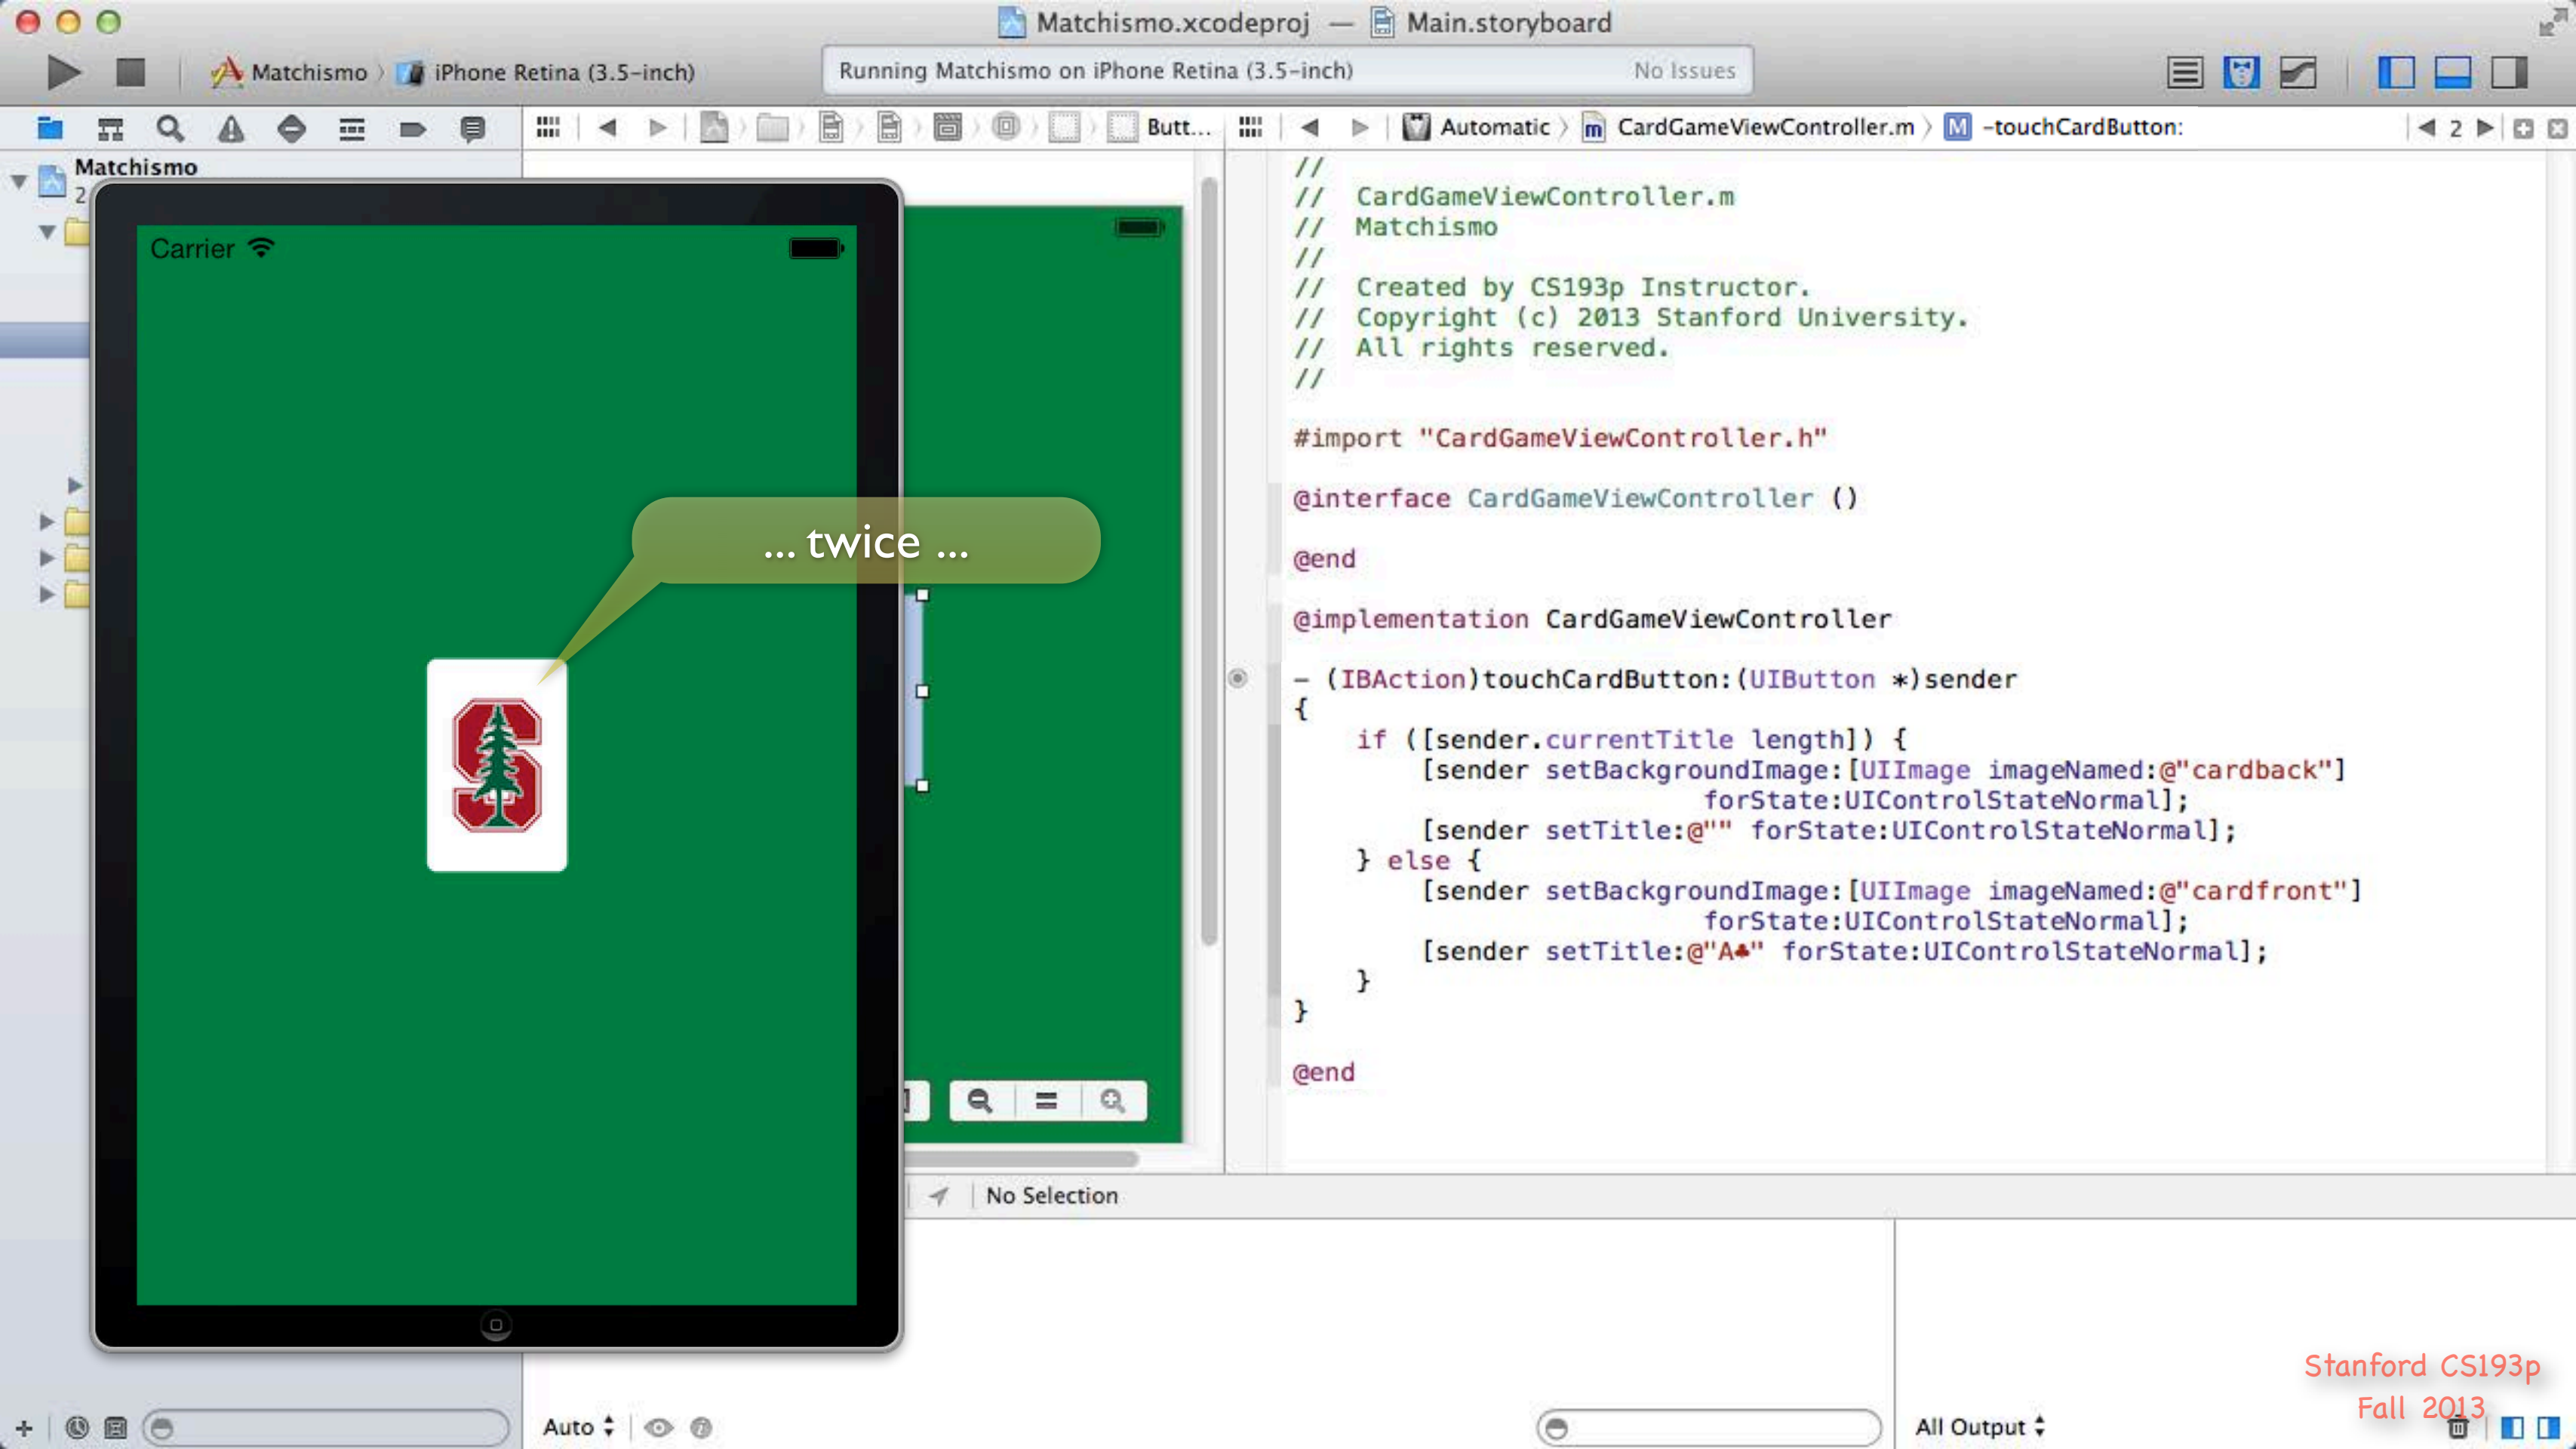 Matchismo.xcodeproj — Main.storyboard
Matchismo
iPhone Retina (3.5-inch)
Running Matchismo on iPhone Retina (3.5-inch)
No Issues
Butt...
Automatic
CardGameViewController.m
M
-touchCardButton:
2
Matchismo
2
Carrier
... twice ...
//
//  CardGameViewController.m
//  Matchismo
//
//  Created by CS193p Instructor.
//  Copyright (c) 2013 Stanford University.
//  All rights reserved.
//
#import "CardGameViewController.h"
@interface CardGameViewController ()
@end
@implementation CardGameViewController
- (IBAction)touchCardButton:(UIButton *)sender
{
    if ([sender.currentTitle length]) {
        [sender setBackgroundImage:[UIImage imageNamed:@"cardback"]
                          forState:UIControlStateNormal];
        [sender setTitle:@"" forState:UIControlStateNormal];
    } else {
        [sender setBackgroundImage:[UIImage imageNamed:@"cardfront"]
                          forState:UIControlStateNormal];
        [sender setTitle:@"A♣" forState:UIControlStateNormal];
    }
}
@end
No Selection
Auto
All Output
Stanford CS193p
Fall 2013